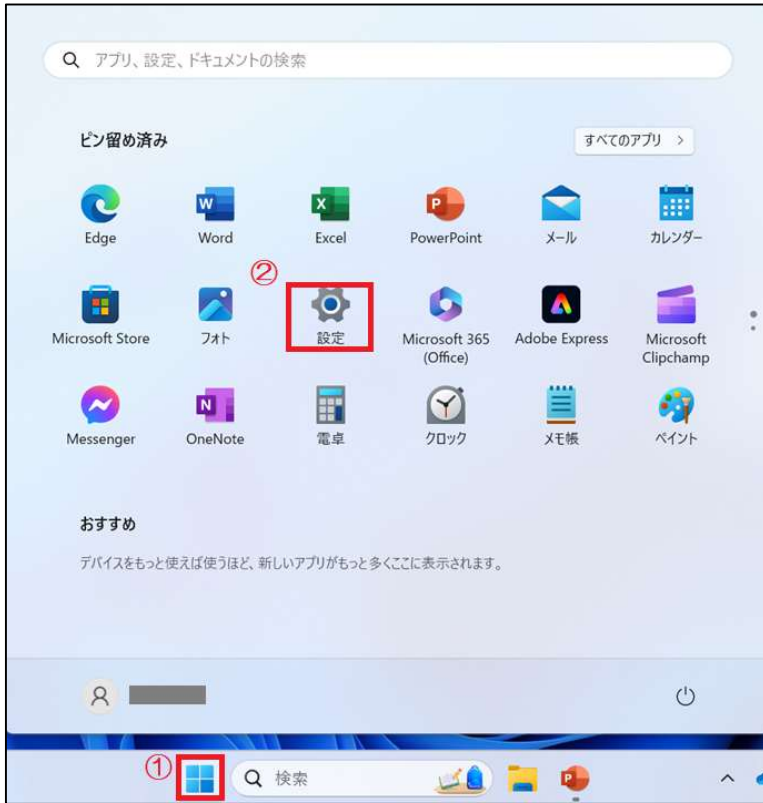 アプリ、設定、ドキュメントの検索
ピン留め済み
すべてのアプリ >
Edge
Word
Excel
PowerPoint
メール
カレンダー
②
Microsoft Store
フォト
設定
Microsoft 365
(Office)
Adobe Express
Microsoft
Clipchamp
Messenger
OneNote
電卓
クロック
メモ帳
ペイント
おすすめ
デバイスをもっと使えば使うほど、新しいアプリがもっと多くここに表示されます。
①
検索